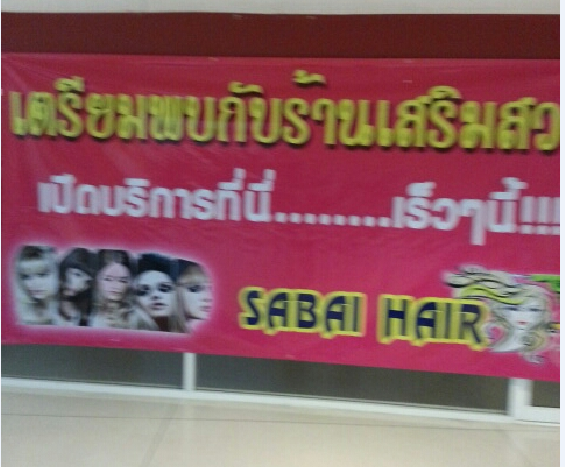 เตรียมพบกับร้านเสริมสว
เปิดบริการที่นี่........เร็วๆนี้!!!
SABAI HAIR